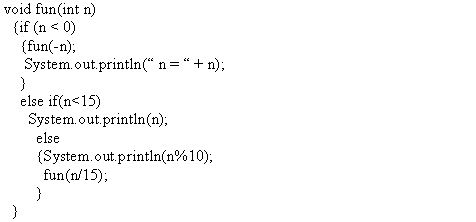 void fun(int n)
{if (n < 0)
{fun(-n);
System.out.println(“ n = “ + n);
}
else if(n<15)
System.out.println(n);
else
{System.out.println(n%10);
fun(n/15);
}
}